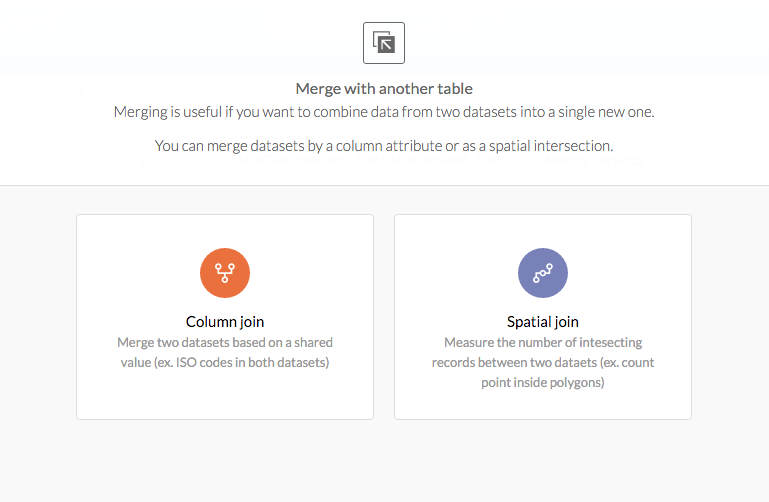 Merge with another table
Merging is useful if you want to combine data from two datasets into a single new one.
You can merge datasets by a column attribute or as a spatial intersection.
Column join
Merge two datasets based on a shared
value (ex. ISO codes in both datasets)
Spatial join
Measure the number of intesecting
records between two dataets (ex. count
point inside polygons)